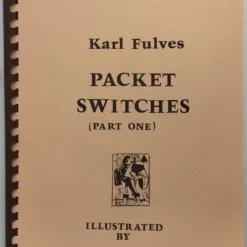 Karl Fulves
PACKET
SWITCHES
(PART ONE)
ILLUSTRATED
BY